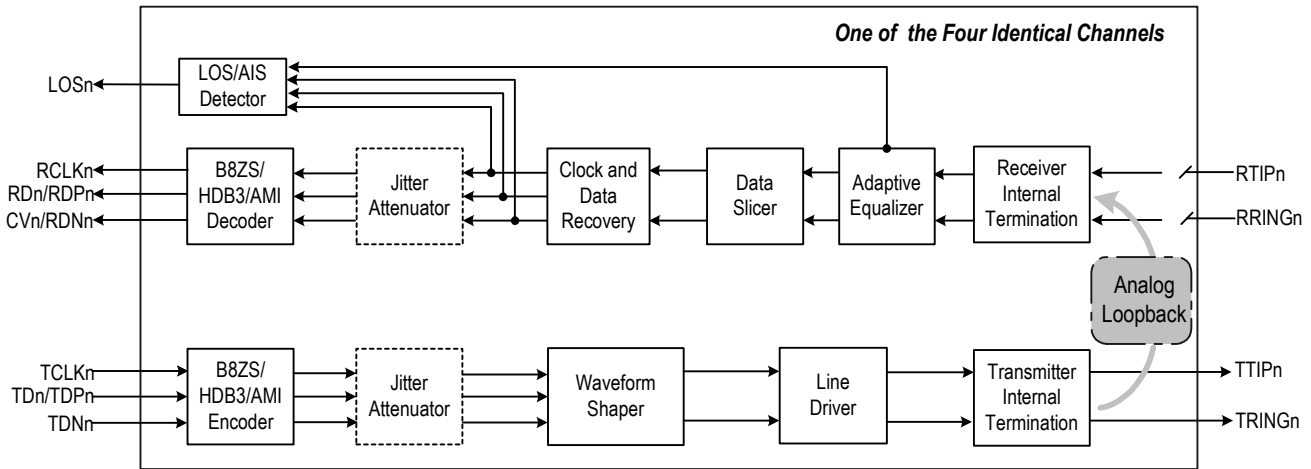 One of the Four Identical Channels
LOSn
LOS/AIS
Detector
RCLKn
RDn/RDPn
CVn/RDNn
B8ZS/
HDB3/AMI
Decoder
Jitter
Attenuator
Clock and
Data
Recovery
Data
Slicer
Adaptive
Equalizer
Receiver
Internal
Termination
RTIPn
RRINGn
Analog
Loopback
TCLKn
TDn/TDPn
TDNn
B8ZS/
HDB3/AMI
Encoder
Jitter
Attenuator
Waveform
Shaper
Line
Driver
Transmitter
Internal
Termination
TTIPn
TRINGn